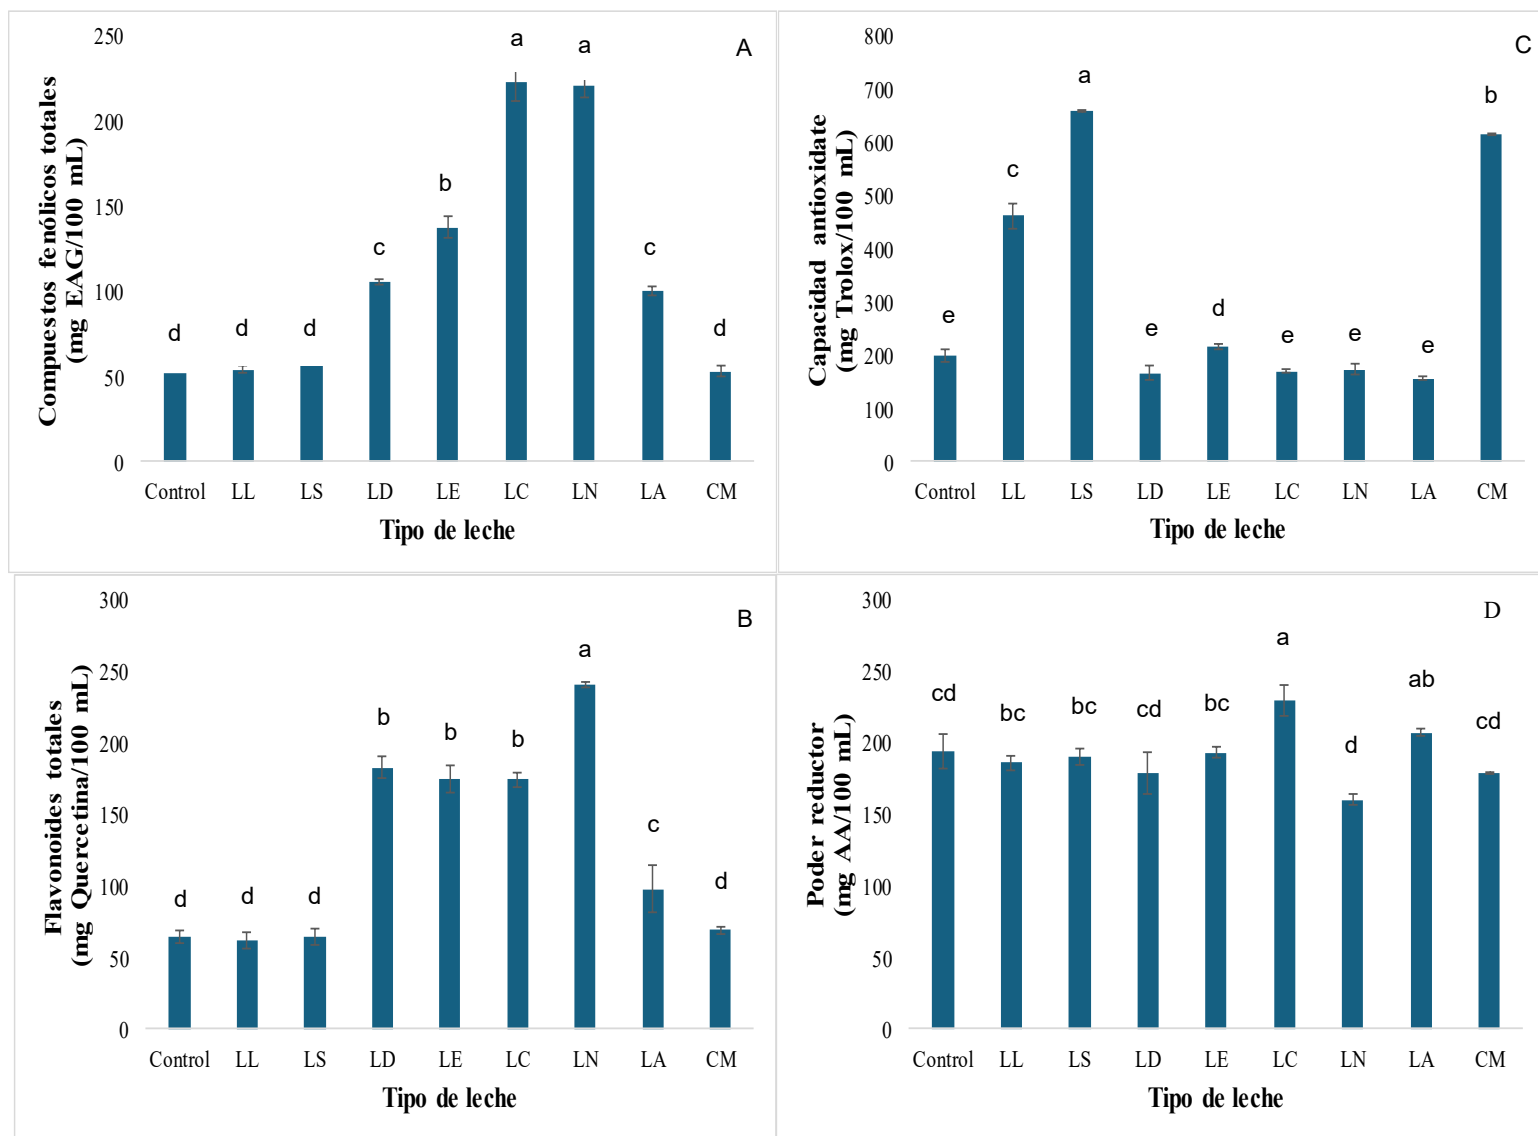 A
Compuestos fenólicos totales
(mg EAG/100 mL)
250
200
150
100
50
0
d d d c b a a c d
Control LL LS LD LE LC LN LA CM
Tipo de leche
C
Capacidad antioxidate
(mg Trolox/100 mL)
800
700
600
500
400
300
200
100
0
e c a e d e e e b
Control LL LS LD LE LC LN LA CM
Tipo de leche
B
Flavonoides totales
(mg Quercetina/100 mL)
300
250
200
150
100
50
0
d d d b b b a c d
Control LL LS LD LE LC LN LA CM
Tipo de leche
D
Poder reductor
(mg AA/100 mL)
300
250
200
150
100
50
0
cd bc bc cd bc a d ab cd
Control LL LS LD LE LC LN LA CM
Tipo de leche